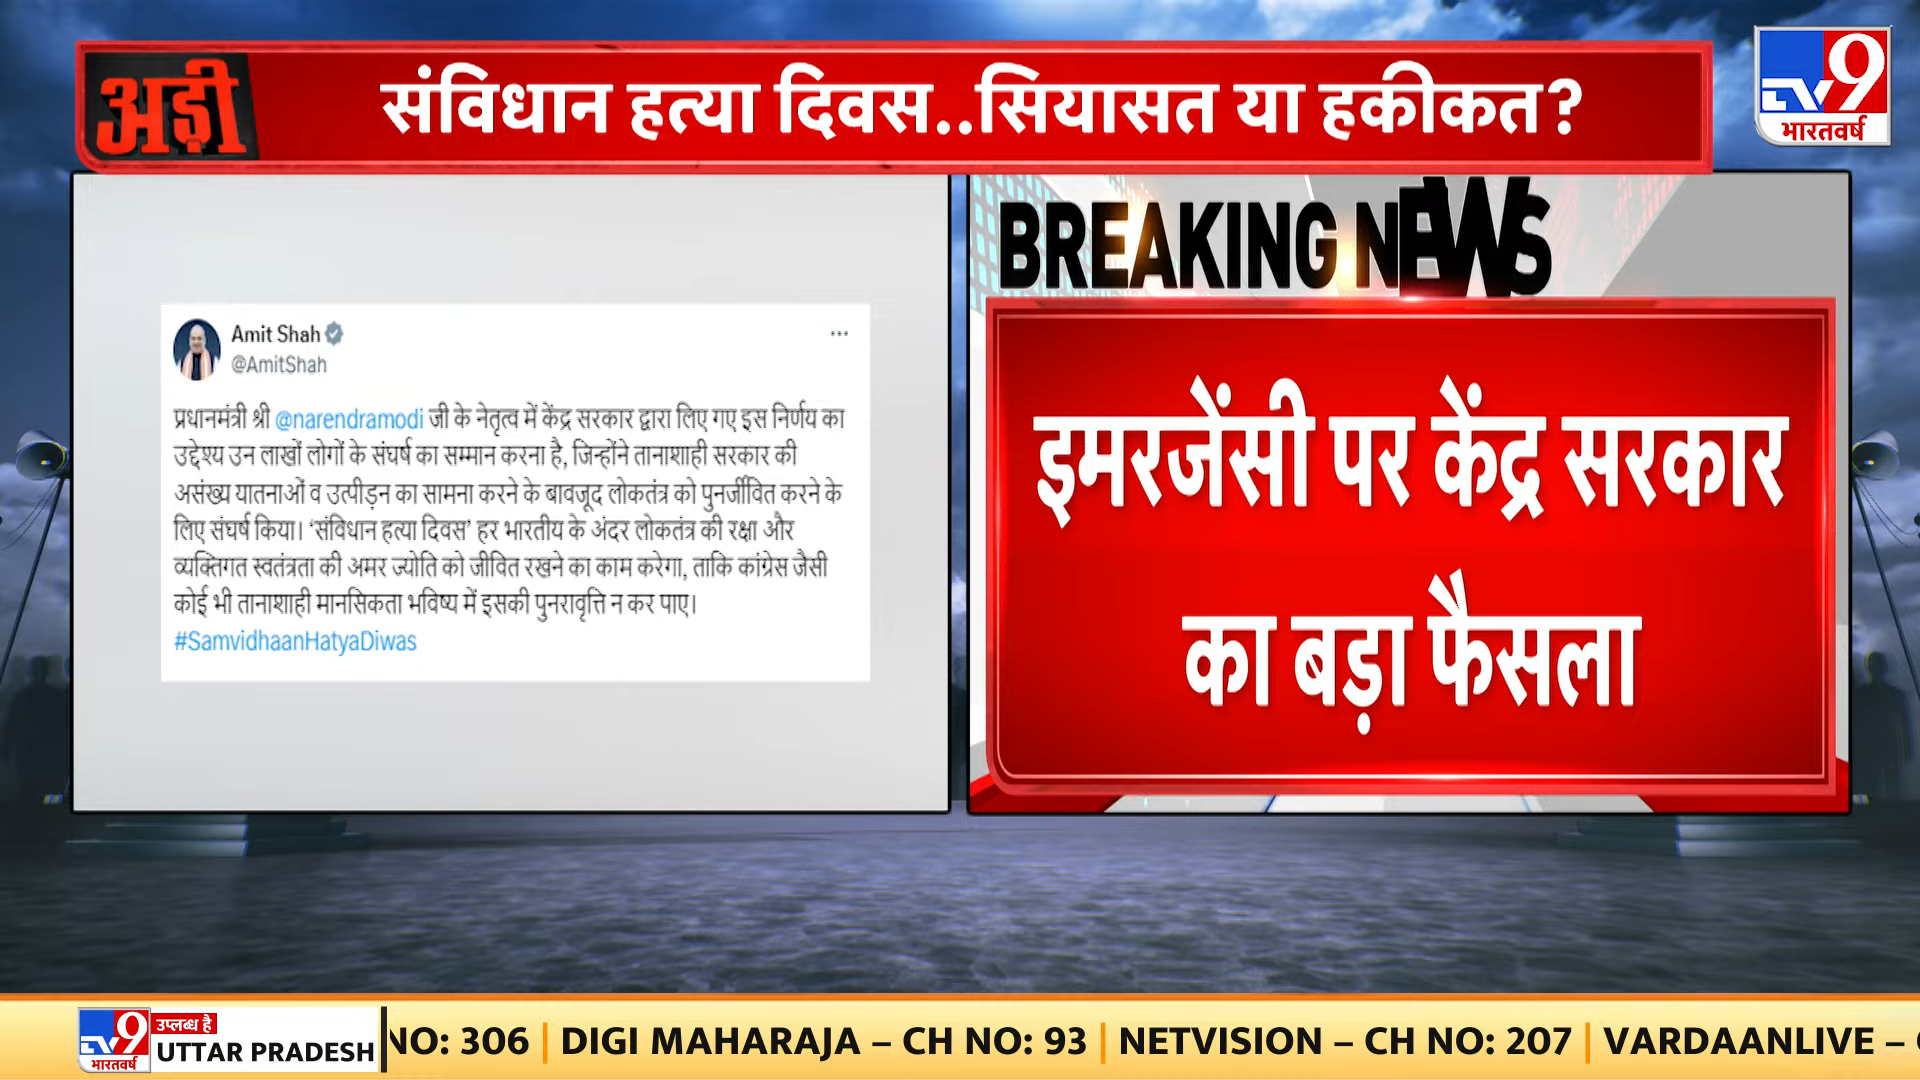 अड़ी
संविधान हत्या दिवस..सियासत या हकीकत?
TV9
भारतवर्ष
Amit Shah
@AmitShah
प्रधानमंत्री श्री @narendramodi जी के नेतृत्व में केंद्र सरकार द्वारा लिए गए इस निर्णय का
उद्देश्य उन लाखों लोगों के संघर्ष का सम्मान करना है, जिन्होंने तानाशाही सरकार की
असंख्य यातनाओं व उत्पीड़न का सामना करने के बावजूद लोकतंत्र को पुनर्जीवित करने के
लिए संघर्ष किया। ‘संविधान हत्या दिवस’ हर भारतीय के अंदर लोकतंत्र की रक्षा और
व्यक्तिगत स्वतंत्रता की अमर ज्योति को जीवित रखने का काम करेगा, ताकि कांग्रेस जैसी
कोई भी तानाशाही मानसिकता भविष्य में इसकी पुनरावृत्ति न कर पाए।
#SamvidhaanHatyaDiwas
BREAKING NEWS
इमरजेंसी पर केंद्र सरकार
का बड़ा फैसला
TV9
भारतवर्ष
उप्लब्ध है
UTTAR PRADESH
NO: 306 | DIGI MAHARAJA – CH NO: 93 | NETVISION – CH NO: 207 | VARDAANLIVE –